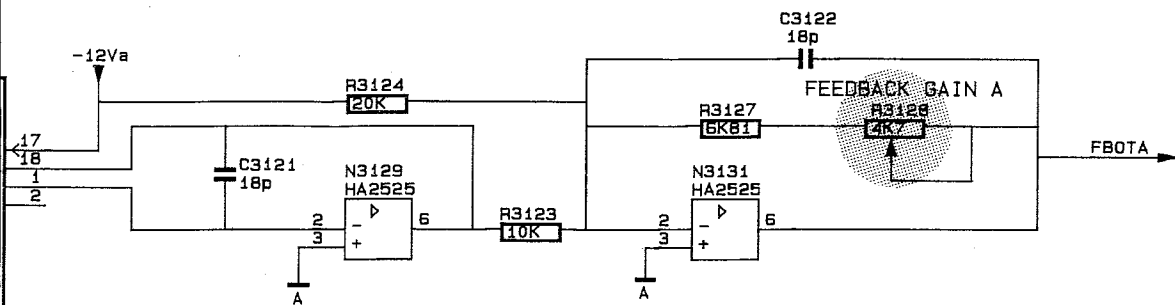 C3122
18p
-12Va
R3124
20K
FEEDBACK GAIN A
R3127
6K81
R3128
4K7
17
18
1
2
C3121
18p
FBOTA
N3129
HA2525
N3131
HA2525
R3123
10K
2
-
6
3
+
2
-
6
3
+
A
A